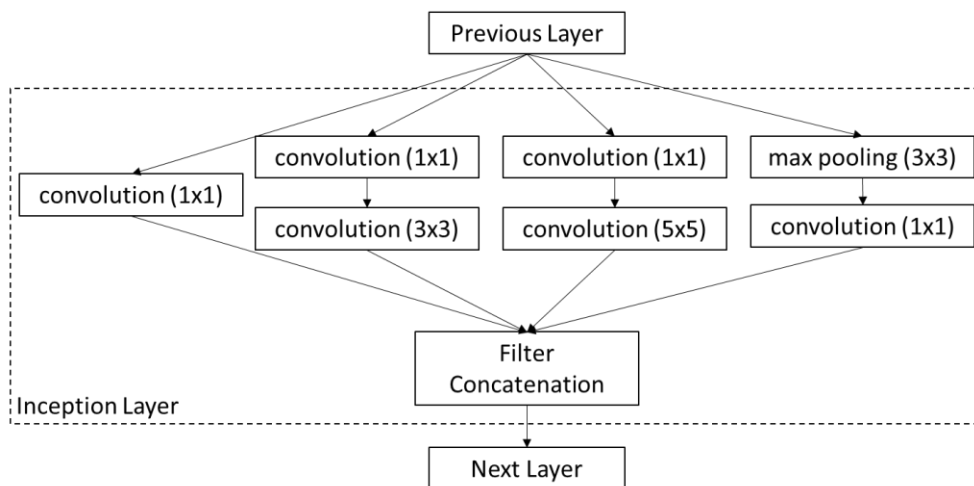 Previous Layer
convolution (1x1)
convolution (1x1)
max pooling (3x3)
convolution (1x1)
convolution (3x3)
convolution (5x5)
convolution (1x1)
Filter
Concatenation
Inception Layer
Next Layer